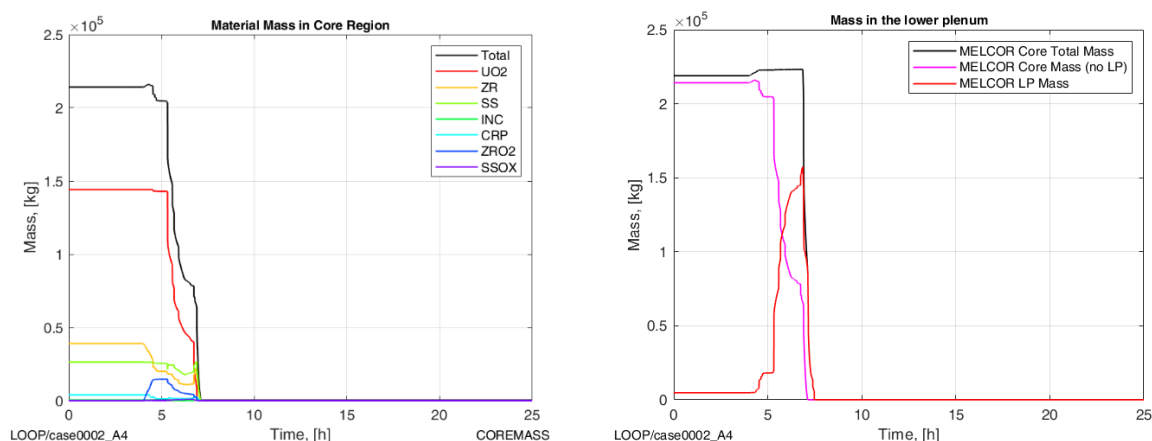 Material Mass in Core Region
×10^5
2.5
2
1.5
1
0.5
0
Mass, [kg]
Total
UO2
ZR
SS
INC
CRP
ZRO2
SSOX
0 5 10 15 20 25
LOOP/case0002_A4 Time, [h] COREMASS
Mass in the lower plenum
×10^5
2.5
2
1.5
1
0.5
0
Mass, [kg]
MELCOR Core Total Mass
MELCOR Core Mass (no LP)
MELCOR LP Mass
0 5 10 15 20 25
LOOP/case0002_A4 Time, [h]